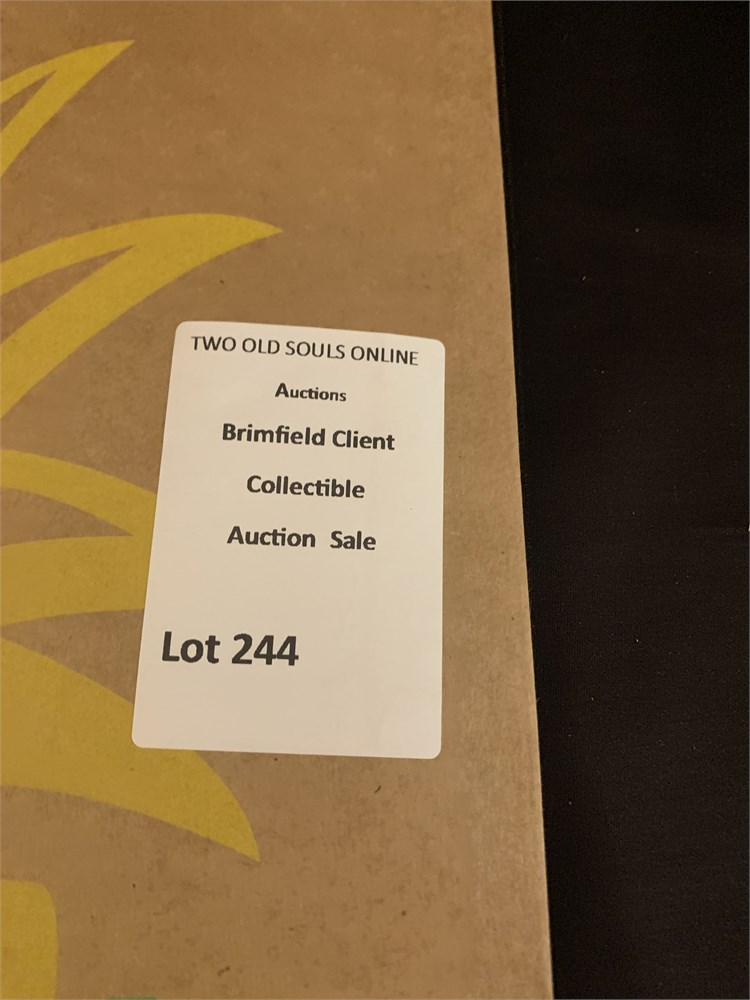 TWO OLD SOULS ONLINE
Auctions
Brimfield Client
Collectible
Auction Sale
Lot 244